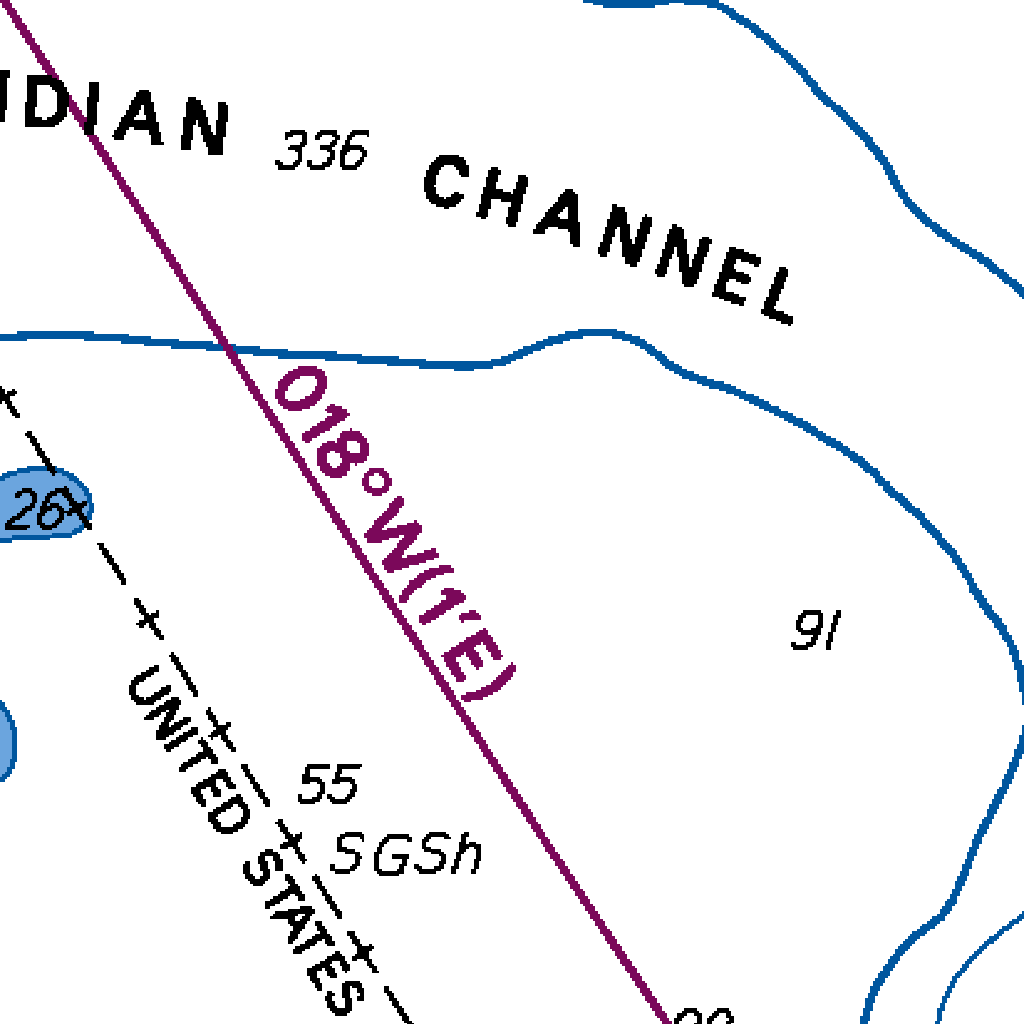 IDIAN 336 CHANNEL
018°W(1'E)
26
91
UNITED STATES
55
SGSh